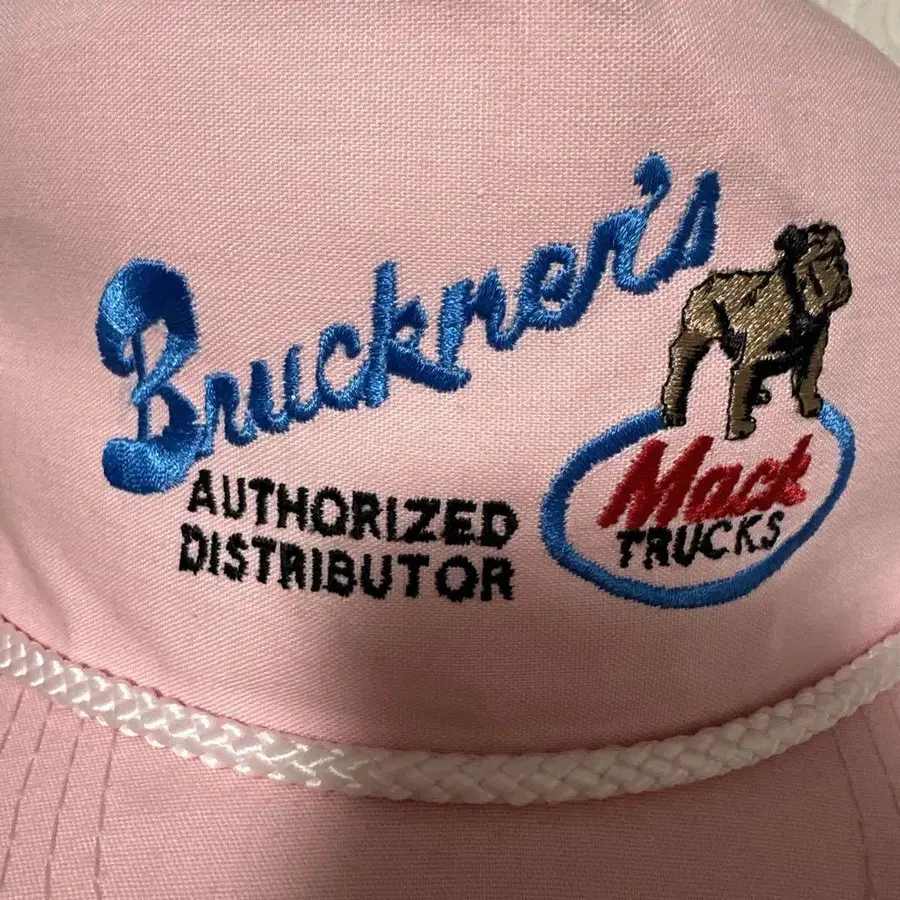 Bruckner's
AUTHORIZED
DISTRIBUTOR
Mack
TRUCKS